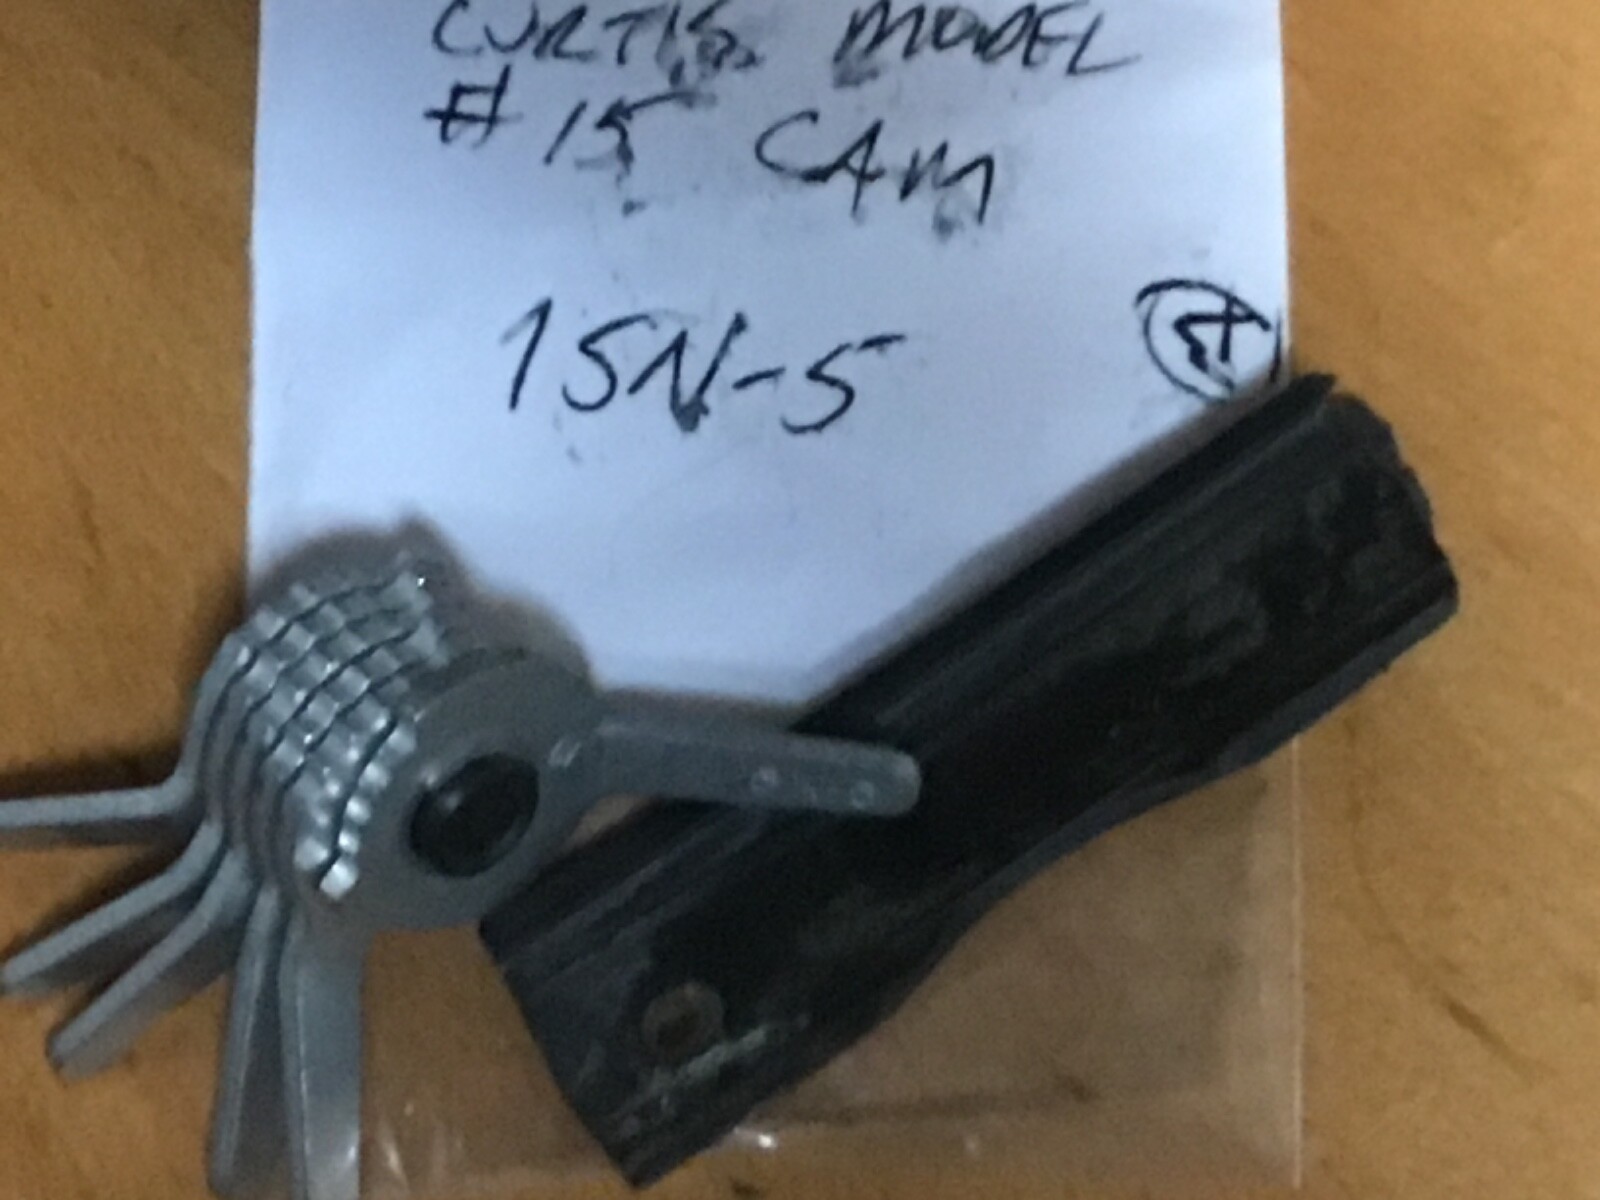 CURTIS MODEL
#15 CAM
15N-5